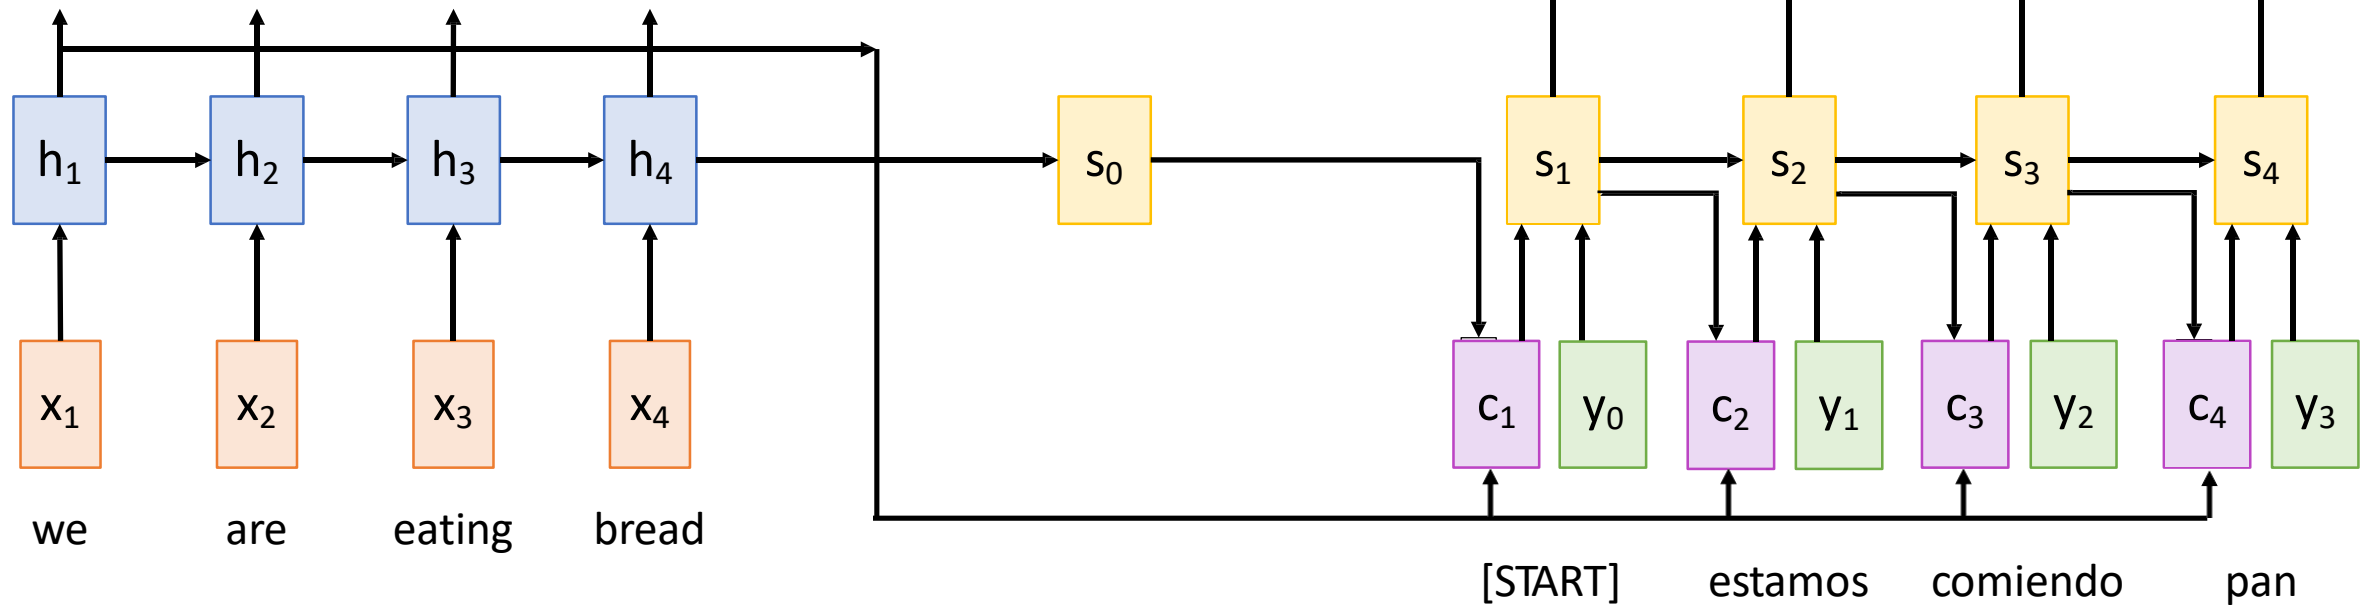 h₁ h₂ h₃ h₄ s₀ s₁ s₂ s₃ s₄
x₁ x₂ x₃ x₄ c₁ y₀ c₂ y₁ c₃ y₂ c₄ y₃
we are eating bread
[START] estamos comiendo pan